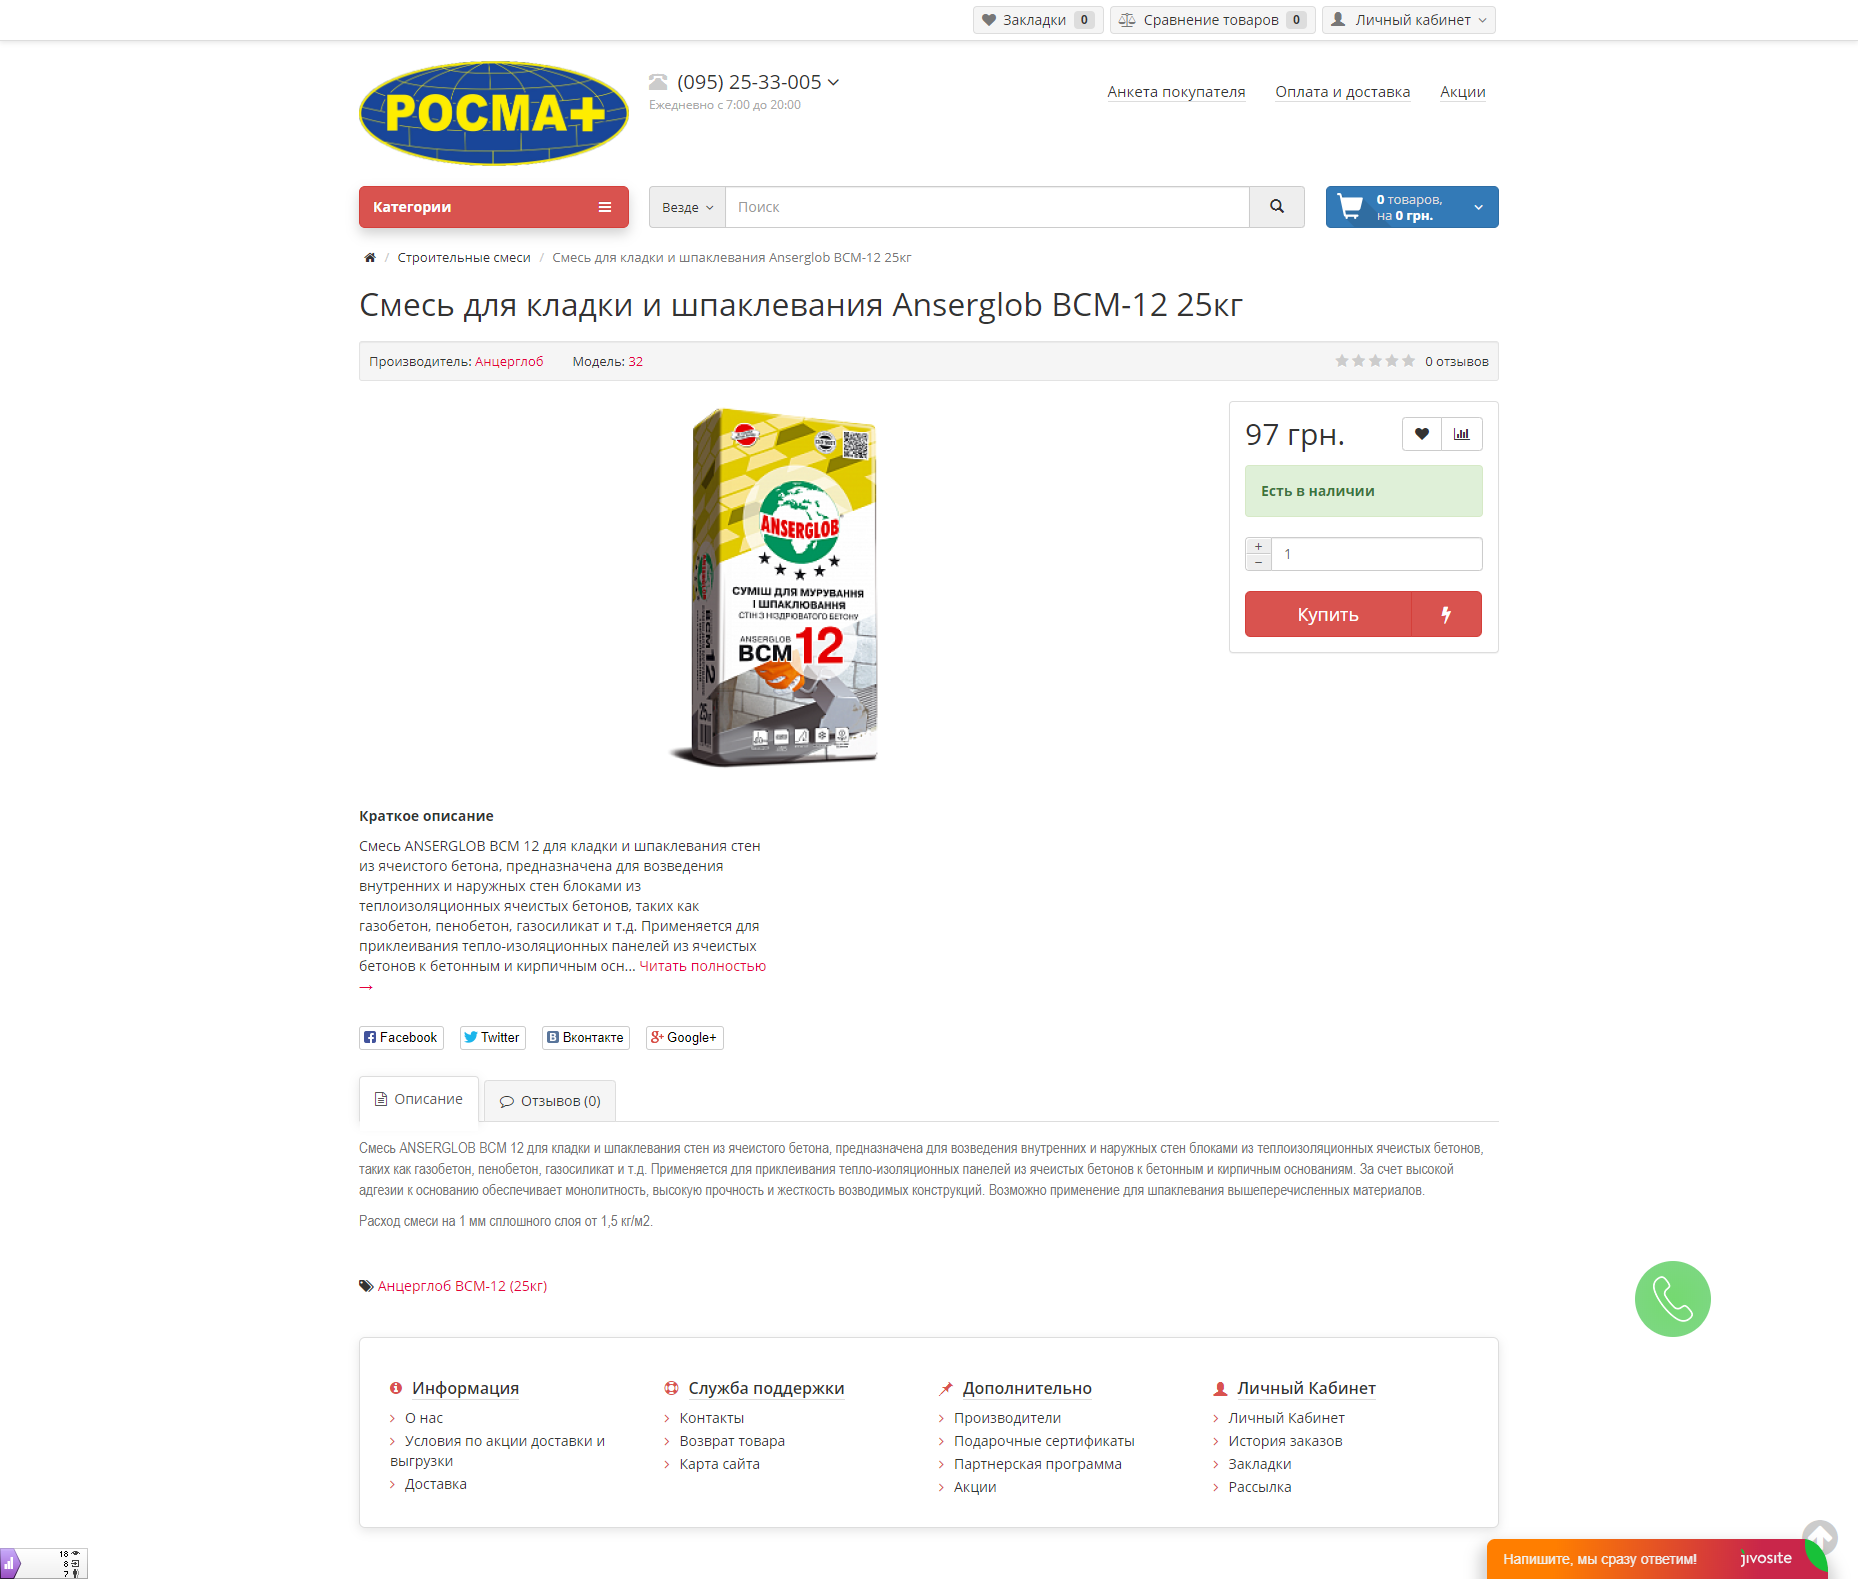 Закладки 0
Сравнение товаров 0
Личный кабинет
РОСМА+
(095) 25-33-005
Ежедневно с 7:00 до 20:00
Анкета покупателя
Оплата и доставка
Акции
Категории
Везде
Поиск
0 товаров,
на 0 грн.
/ Строительные смеси / Смесь для кладки и шпаклевания Anserglob BCM-12 25кг
Смесь для кладки и шпаклевания Anserglob BCM-12 25кг
Производитель: Анцерглоб
Модель: 32
0 отзывов
ANSERGLOB
СУМІШ ДЛЯ МУРУВАННЯ
І ШПАКЛЮВАННЯ
СТІН З НІЗДРЮВАТОГО БЕТОНУ
ANSERGLOB
BCM 12
BCM 12
25кг
97 грн.
Есть в наличии
+
1
−
Купить
Краткое описание
Смесь ANSERGLOB BCM 12 для кладки и шпаклевания стен
из ячеистого бетона, предназначена для возведения
внутренних и наружных стен блоками из
теплоизоляционных ячеистых бетонов, таких как
газобетон, пенобетон, газосиликат и т.д. Применяется для
приклеивания тепло-изоляционных панелей из ячеистых
бетонов к бетонным и кирпичным осн... Читать полностью
→
Facebook
Twitter
Вконтакте
Google+
Описание
Отзывов (0)
Смесь ANSERGLOB BCM 12 для кладки и шпаклевания стен из ячеистого бетона, предназначена для возведения внутренних и наружных стен блоками из теплоизоляционных ячеистых бетонов,
таких как газобетон, пенобетон, газосиликат и т.д. Применяется для приклеивания тепло-изоляционных панелей из ячеистых бетонов к бетонным и кирпичным основаниям. За счет высокой
адгезии к основанию обеспечивает монолитность, высокую прочность и жесткость возводимых конструкций. Возможно применение для шпаклевания вышеперечисленных материалов.
Расход смеси на 1 мм сплошного слоя от 1,5 кг/м2.
Анцерглоб BCM-12 (25кг)
Информация
О нас
Условия по акции доставки и
выгрузки
Доставка
Служба поддержки
Контакты
Возврат товара
Карта сайта
Дополнительно
Производители
Подарочные сертификаты
Партнерская программа
Акции
Личный Кабинет
Личный Кабинет
История заказов
Закладки
Рассылка
18
8
7
Напишите, мы сразу ответим!
jivosite